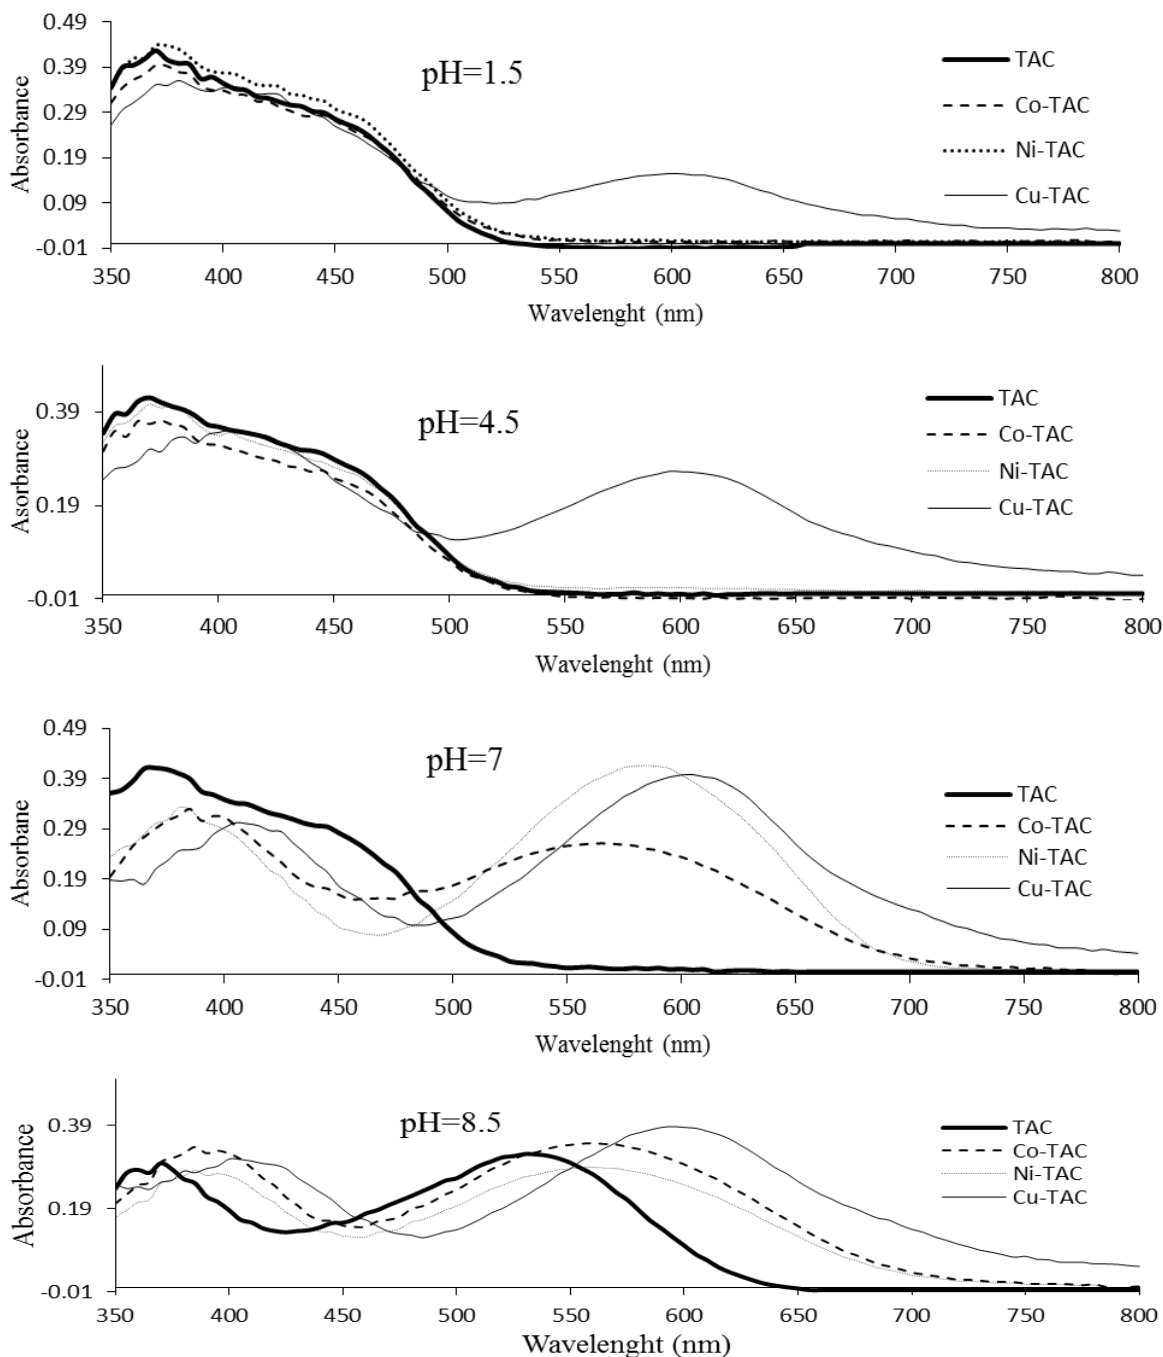 0.49
0.39
0.29
0.19
0.09
-0.01
Absorbance
pH=1.5
TAC
Co-TAC
Ni-TAC
Cu-TAC
350 400 450 500 550 600 650 700 750 800
Wavelenght (nm)
0.39
0.19
-0.01
Asorbance
pH=4.5
TAC
Co-TAC
Ni-TAC
Cu-TAC
350 400 450 500 550 600 650 700 750 800
Wavelenght (nm)
0.49
0.39
0.29
0.19
0.09
-0.01
Absorbane
pH=7
TAC
Co-TAC
Ni-TAC
Cu-TAC
350 400 450 500 550 600 650 700 750 800
Wavelenght (nm)
0.39
0.19
-0.01
Absorbance
pH=8.5
TAC
Co-TAC
Ni-TAC
Cu-TAC
350 400 450 500 550 600 650 700 750 800
Wavelenght (nm)